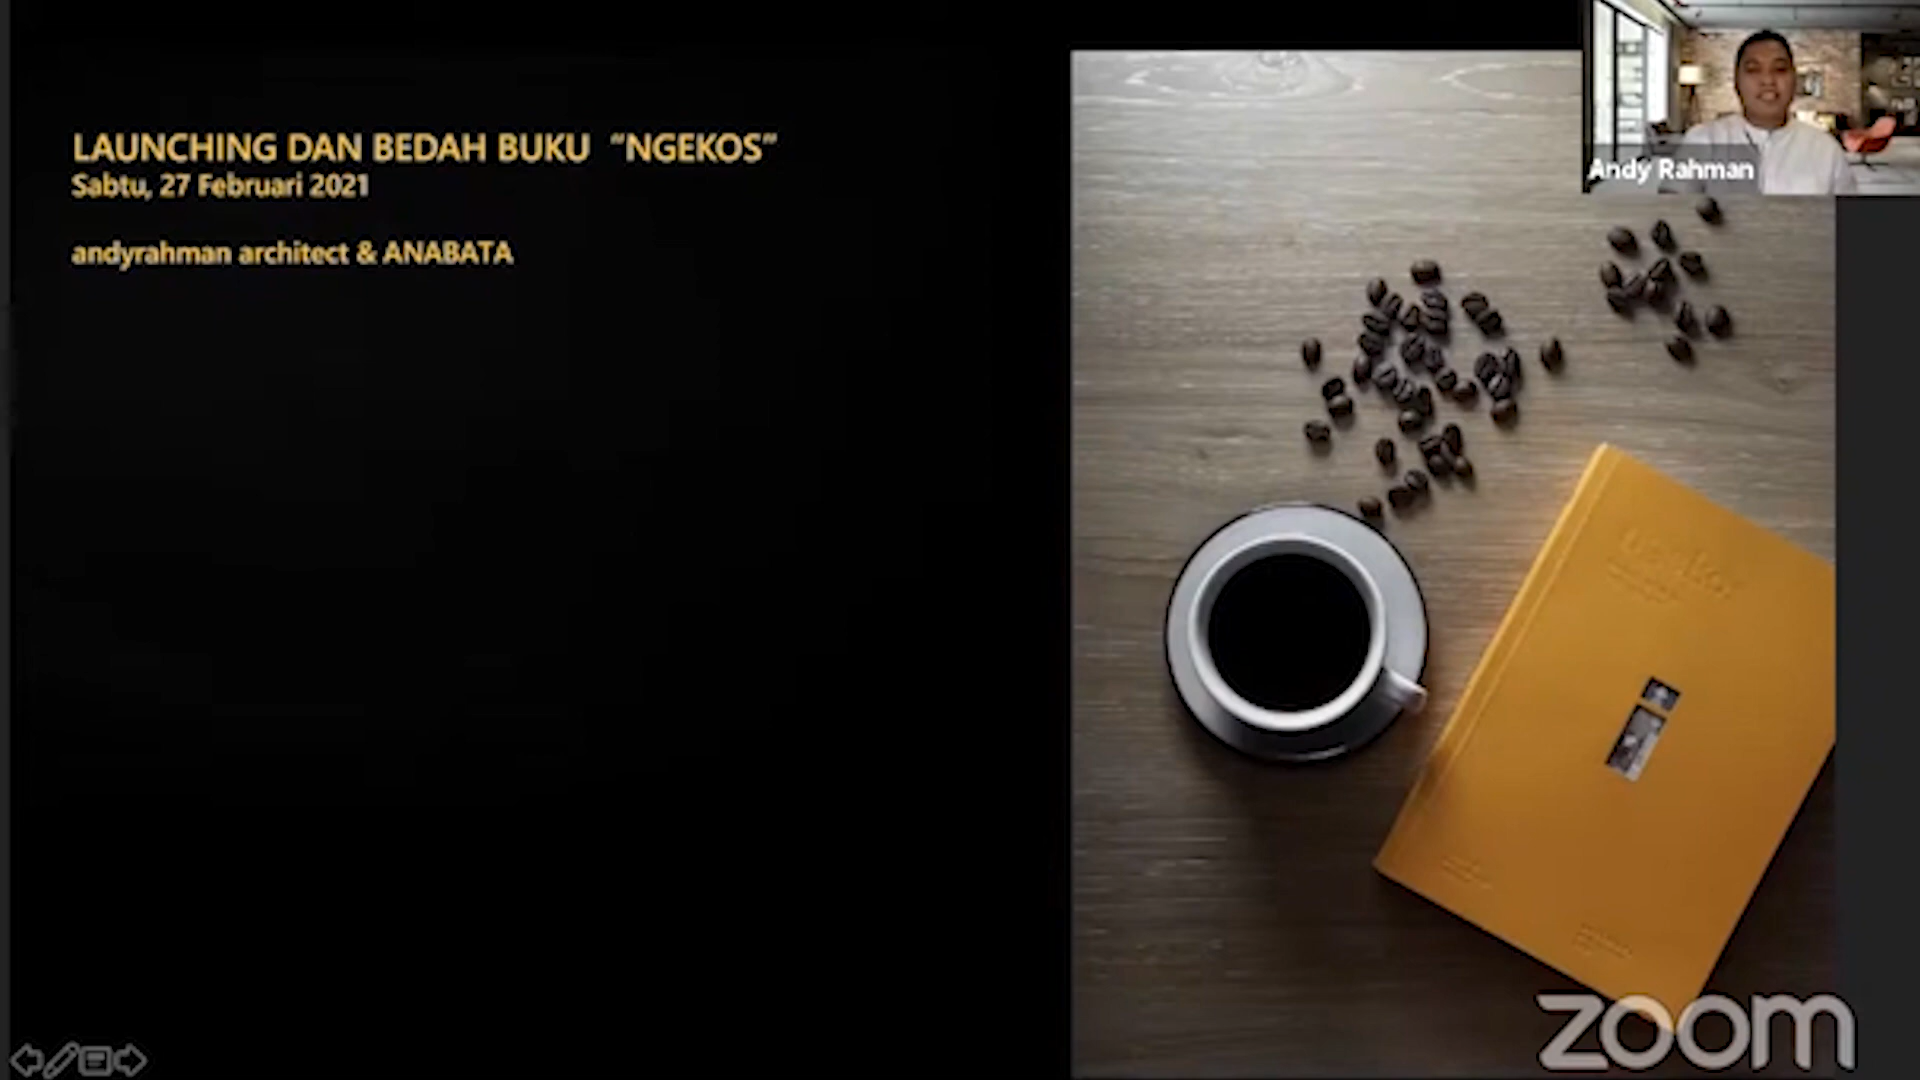 LAUNCHING DAN BEDAH BUKU "NGEKOS"
Sabtu, 27 Februari 2021
andyrahman architect & ANABATA
Andy Rahman
zoom